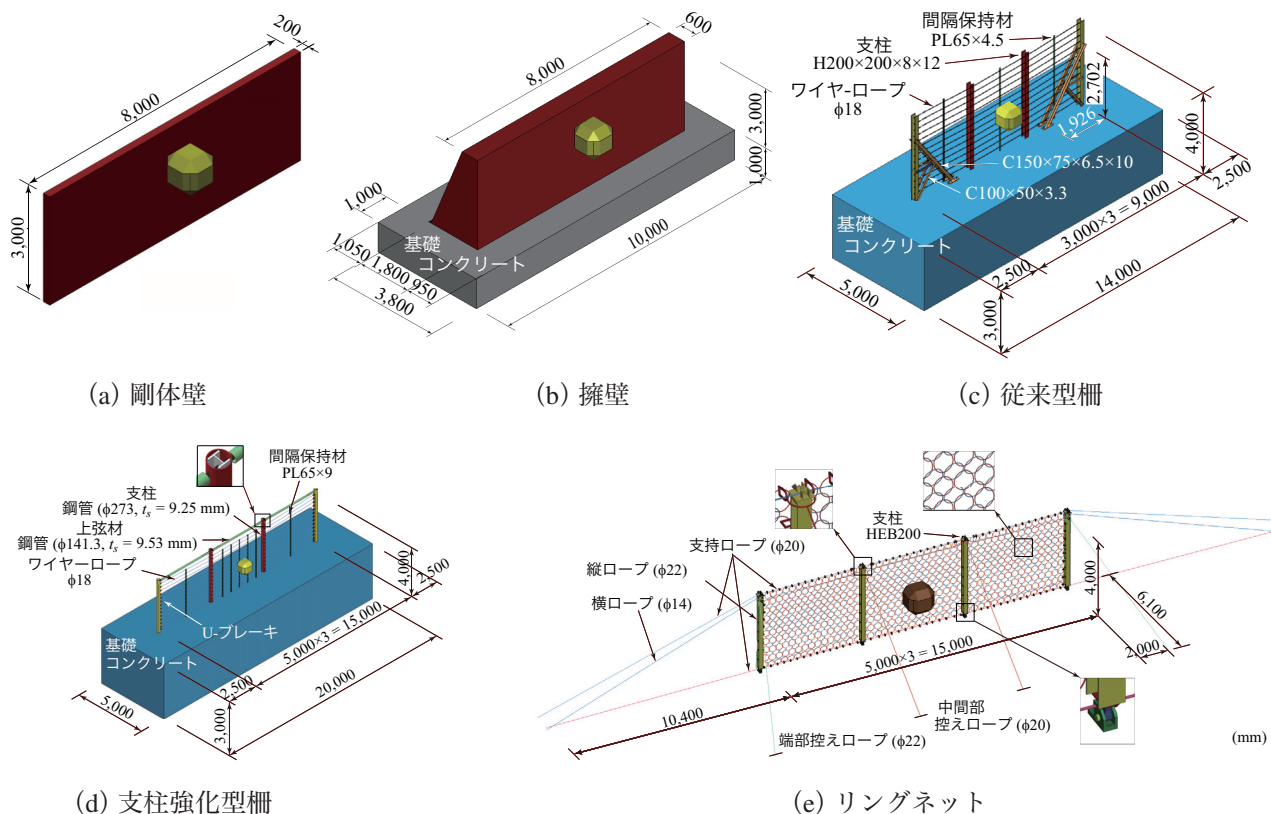 200
8,000
3,000
(a) 剛体壁
600
8,000
3,000
1,000
1,000
基礎
コンクリート
1,050
1,800
950
3,800
10,000
(b) 擁壁
間隔保持材
PL65×4.5
支柱
H200×200×8×12
ワイヤ-ロープ
φ18
2,702
1,926
4,000
C150×75×6.5×10
C100×50×3.3
2,500
3,000×3 = 9,000
基礎
コンクリート
2,500
14,000
5,000
3,000
(c) 従来型柵
間隔保持材
PL65×9
支柱
鋼管 (φ273, ts = 9.25 mm)
上弦材
鋼管 (φ141.3, ts = 9.53 mm)
ワイヤーロープ
φ18
4,000
2,500
U-ブレーキ
5,000×3 = 15,000
基礎
コンクリート
2,500
20,000
5,000
3,000
(d) 支柱強化型柵
支柱
HEB200
支持ロープ (φ20)
縦ロープ (φ22)
横ロープ (φ14)
4,000
6,100
2,000
5,000×3 = 15,000
10,400
中間部
控えロープ (φ20)
端部控えロープ (φ22)
(mm)
(e) リングネット